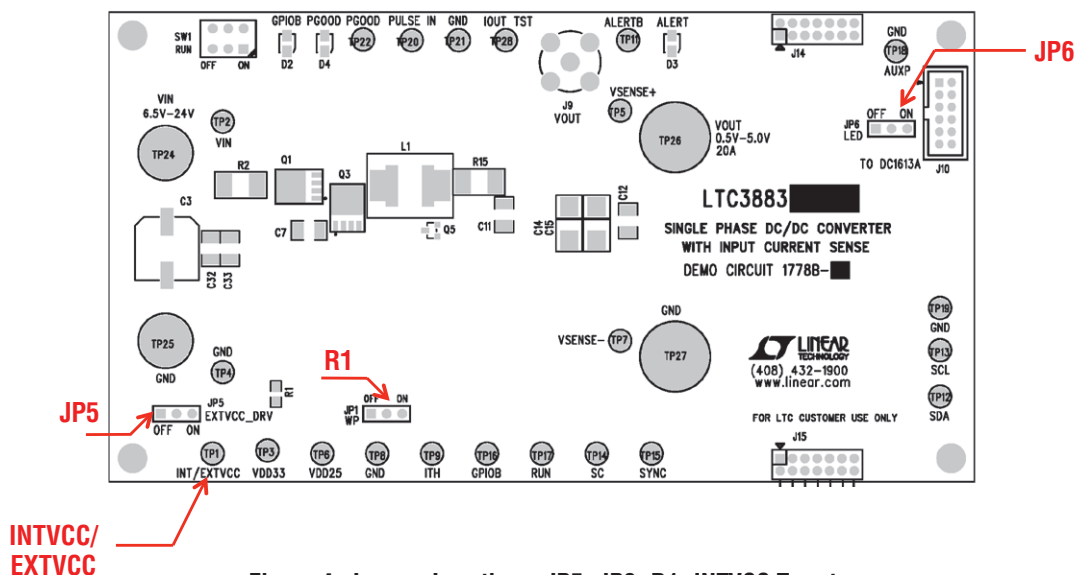 GPIOB PGOOD PGOOD PULSE IN GND IOUT TST
SW1
RUN
OFF ON
D2 D4 TP22 TP20 TP21 TP28
J9
VOUT
ALERTB ALERT
TP11
D3
J14
GND
TP18
AUXP
JP6
OFF ON
JP6
LED
TO DC1613A
J10
VIN
6.5V-24V
TP24
TP2
VIN
VSENSE+
TP5
TP26
VOUT
0.5V-5.0V
20A
R2
Q1
Q3
L1
R15
C3
C7
Q5
C11
C14
C15
C12
C32
C33
LTC3883
SINGLE PHASE DC/DC CONVERTER
WITH INPUT CURRENT SENSE
DEMO CIRCUIT 1778B-
TP25
GND
GND
TP4
R1
R1
VSENSE- TP7
GND
TP27
LINEAR
TECHNOLOGY
(408) 432-1900
www.linear.com
TP19
GND
TP13
SCL
TP12
SDA
JP5
JP5
EXTVCC_DRV
OFF ON
OFF ON
JP1
WP
FOR LTC CUSTOMER USE ONLY
J15
TP1 TP3 TP6 TP8 TP9 TP16 TP17 TP14 TP15
INT/EXTVCC VDD33 VDD25 GND ITH GPIOB RUN SC SYNC
INTVCC/
EXTVCC